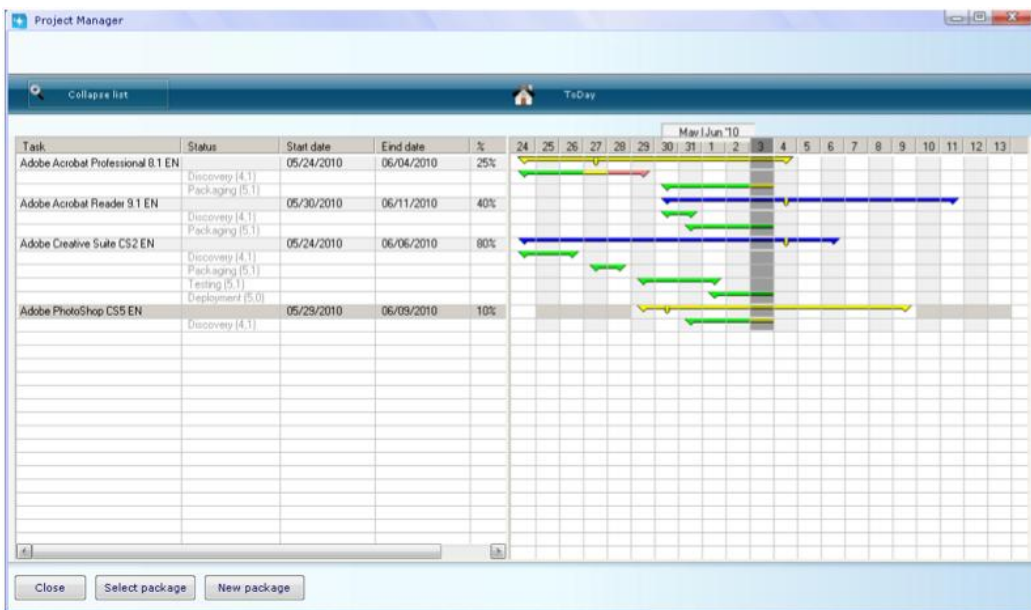 Project Manager
Collapse list
ToDay
May | Jun '10
Task Status Start date Eind date % 24 25 26 27 28 29 30 31 1 2 3 4 5 6 7 8 9 10 11 12 13
Adobe Acrobat Professional 8.1 EN 05/24/2010 06/04/2010 25%
Discovery (4,1)
Packaging (5,1)
Adobe Acrobat Reader 9.1 EN 05/30/2010 06/11/2010 40%
Discovery (4,1)
Packaging (5,1)
Adobe Creative Suite CS2 EN 05/24/2010 06/06/2010 80%
Discovery (4,1)
Packaging (5,1)
Testing (5,1)
Deployment (5,0)
Adobe PhotoShop CS5 EN 05/29/2010 06/09/2010 10%
Discovery (4,1)
Close Select package New package